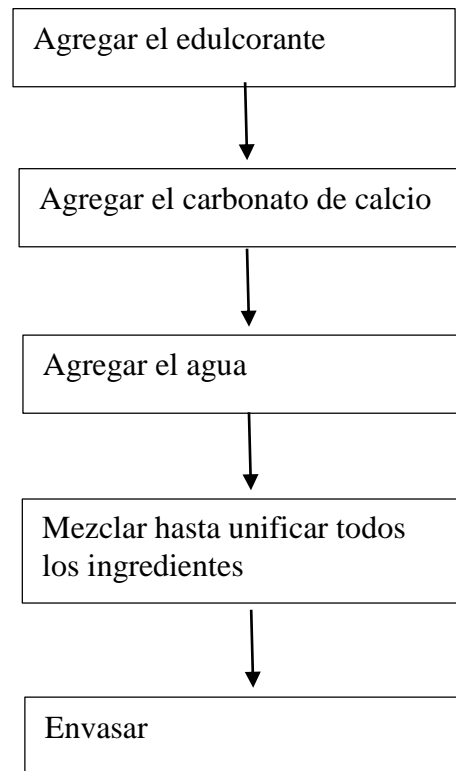 Agregar el edulcorante
Agregar el carbonato de calcio
Agregar el agua
Mezclar hasta unificar todos
los ingredientes
Envasar